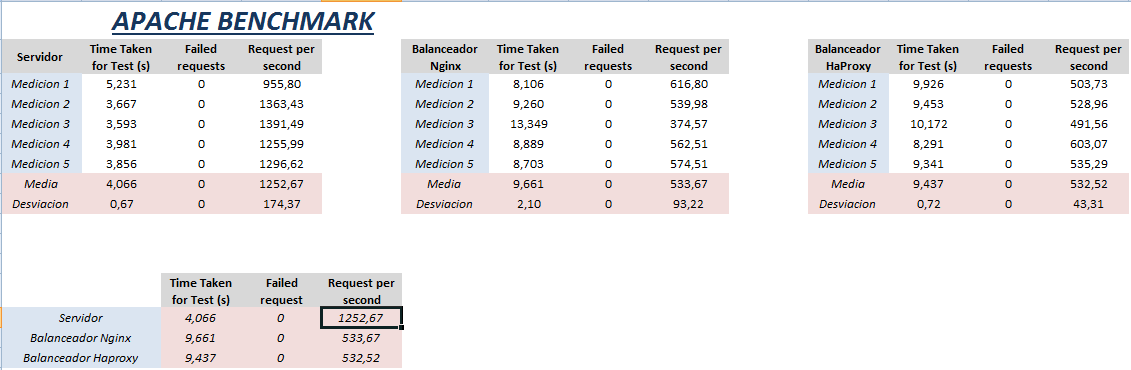 APACHE BENCHMARK
Servidor Time Taken for Test (s) Failed requests Request per second
Medicion 1 5,231 0 955,80
Medicion 2 3,667 0 1363,43
Medicion 3 3,593 0 1391,49
Medicion 4 3,981 0 1255,99
Medicion 5 3,856 0 1296,62
Media 4,066 0 1252,67
Desviacion 0,67 0 174,37
Balanceador Nginx Time Taken for Test (s) Failed requests Request per second
Medicion 1 8,106 0 616,80
Medicion 2 9,260 0 539,98
Medicion 3 13,349 0 374,57
Medicion 4 8,889 0 562,51
Medicion 5 8,703 0 574,51
Media 9,661 0 533,67
Desviacion 2,10 0 93,22
Balanceador HaProxy Time Taken for Test (s) Failed requests Request per second
Medicion 1 9,926 0 503,73
Medicion 2 9,453 0 528,96
Medicion 3 10,172 0 491,56
Medicion 4 8,291 0 603,07
Medicion 5 9,341 0 535,29
Media 9,437 0 532,52
Desviacion 0,72 0 43,31
Time Taken for Test (s) Failed request Request per second
Servidor 4,066 0 1252,67
Balanceador Nginx 9,661 0 533,67
Balanceador Haproxy 9,437 0 532,52